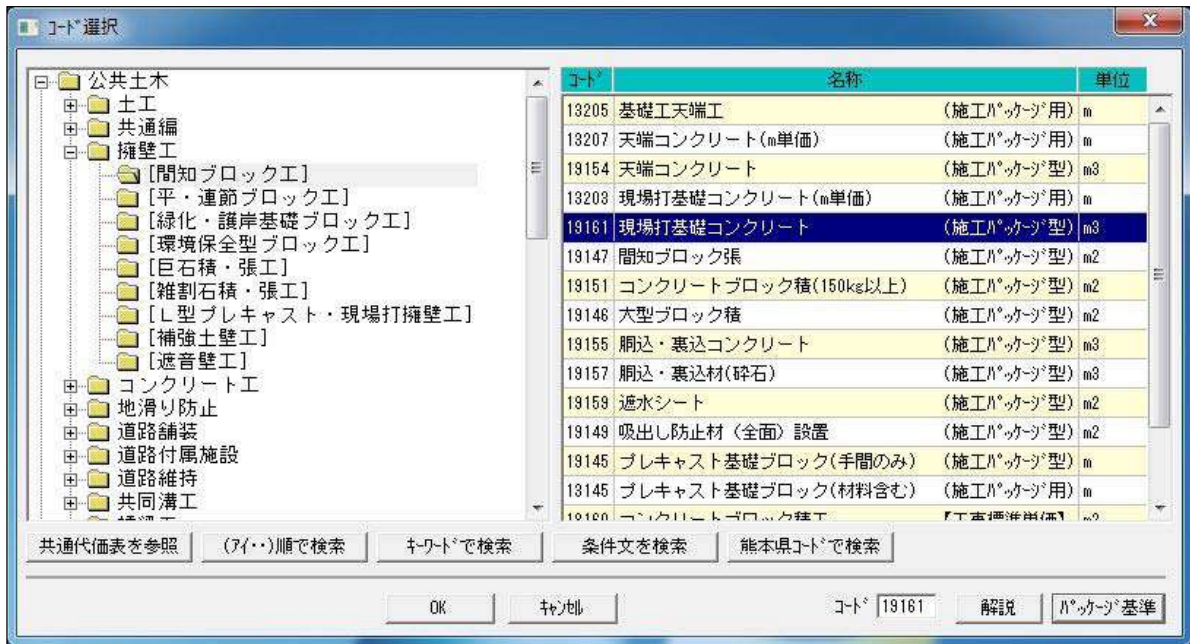 コード選択
公共土木
土工
共通編
擁壁工
[間知ブロック工]
[平・連節ブロック工]
[緑化・護岸基礎ブロック工]
[環境保全型ブロック工]
[巨石積・張工]
[雑割石積・張工]
[L型プレキャスト・現場打擁壁工]
[補強土壁工]
[遮音壁工]
コンクリート工
地滑り防止
道路舗装
道路付属施設
道路維持
共同溝工
コード 名称 単位
13205 基礎工天端工 (施工パッケージ用) m
13207 天端コンクリート(m単価) (施工パッケージ用) m
19154 天端コンクリート (施工パッケージ型) m3
13203 現場打基礎コンクリート(m単価) (施工パッケージ用) m
19161 現場打基礎コンクリート (施工パッケージ型) m3
19147 間知ブロック張 (施工パッケージ型) m2
19151 コンクリートブロック積(150kg以上) (施工パッケージ型) m2
19146 大型ブロック積 (施工パッケージ型) m2
19155 胴込・裏込コンクリート (施工パッケージ型) m3
19157 胴込・裏込材(砕石) (施工パッケージ型) m3
19159 遮水シート (施工パッケージ型) m2
19149 吸出し防止材（全面）設置 (施工パッケージ型) m2
19145 プレキャスト基礎ブロック(手間のみ) (施工パッケージ型) m
13145 プレキャスト基礎ブロック(材料含む) (施工パッケージ用) m
共通代価表を参照 (アイ・・)順で検索 キーワードで検索 条件文を検索 熊本県コードで検索
OK キャンセル コード 19161 解説 パッケージ基準